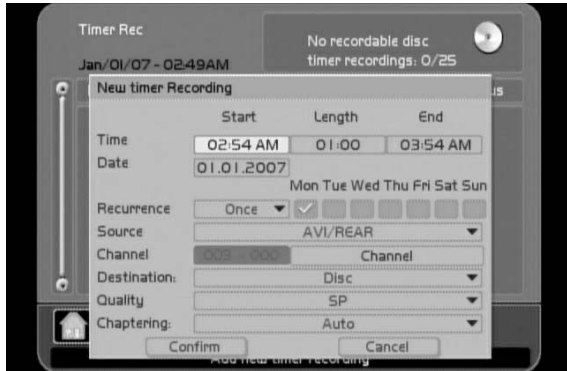 Timer Rec
No recordable disc
timer recordings: 0/25
Jan/01/07 - 02:49AM
New timer Recording
Start Length End
Time 02:54 AM 01:00 03:54 AM
Date 01.01.2007
Mon Tue Wed Thu Fri Sat Sun
Recurrence Once
Source AVI/REAR
Channel 003 - 000 Channel
Destination: Disc
Quality SP
Chaptering: Auto
Confirm Cancel
Add new timer recording